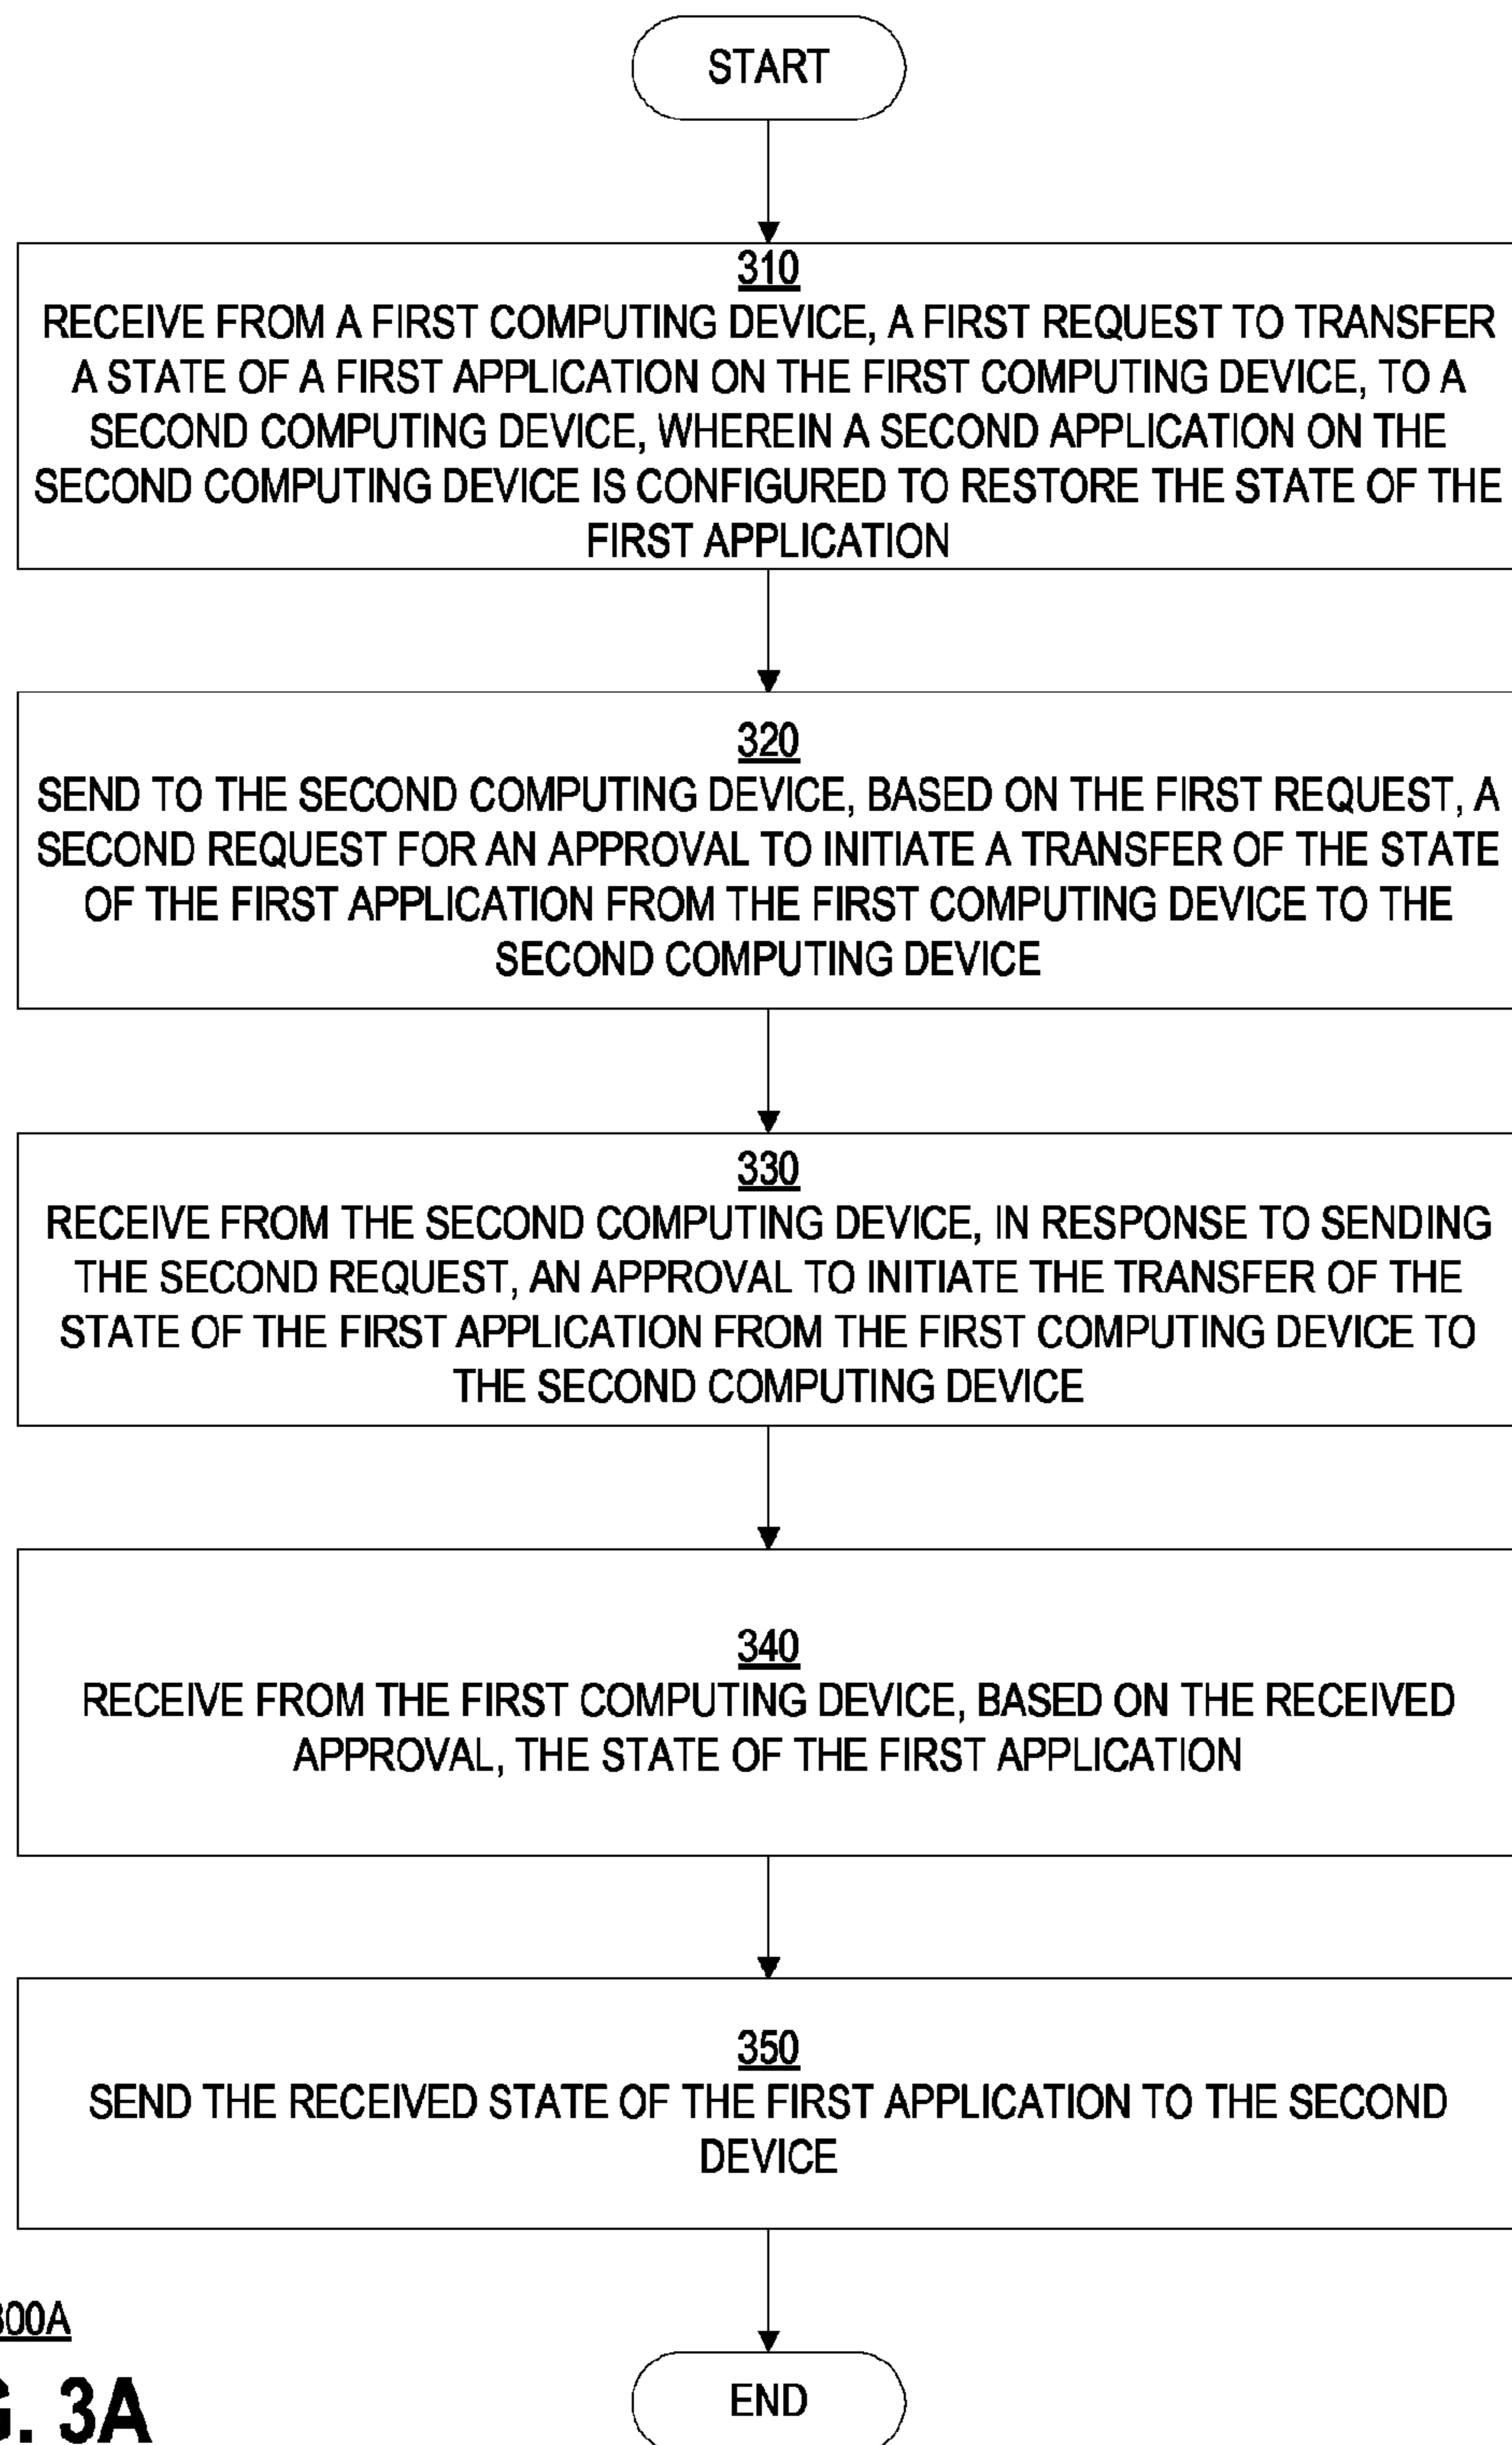 START
310
RECEIVE FROM A FIRST COMPUTING DEVICE, A FIRST REQUEST TO TRANSFER
A STATE OF A FIRST APPLICATION ON THE FIRST COMPUTING DEVICE, TO A
SECOND COMPUTING DEVICE, WHEREIN A SECOND APPLICATION ON THE
SECOND COMPUTING DEVICE IS CONFIGURED TO RESTORE THE STATE OF THE
FIRST APPLICATION
320
SEND TO THE SECOND COMPUTING DEVICE, BASED ON THE FIRST REQUEST, A
SECOND REQUEST FOR AN APPROVAL TO INITIATE A TRANSFER OF THE STATE
OF THE FIRST APPLICATION FROM THE FIRST COMPUTING DEVICE TO THE
SECOND COMPUTING DEVICE
330
RECEIVE FROM THE SECOND COMPUTING DEVICE, IN RESPONSE TO SENDING
THE SECOND REQUEST, AN APPROVAL TO INITIATE THE TRANSFER OF THE
STATE OF THE FIRST APPLICATION FROM THE FIRST COMPUTING DEVICE TO
THE SECOND COMPUTING DEVICE
340
RECEIVE FROM THE FIRST COMPUTING DEVICE, BASED ON THE RECEIVED
APPROVAL, THE STATE OF THE FIRST APPLICATION
350
SEND THE RECEIVED STATE OF THE FIRST APPLICATION TO THE SECOND
DEVICE
300A
G. 3A
END